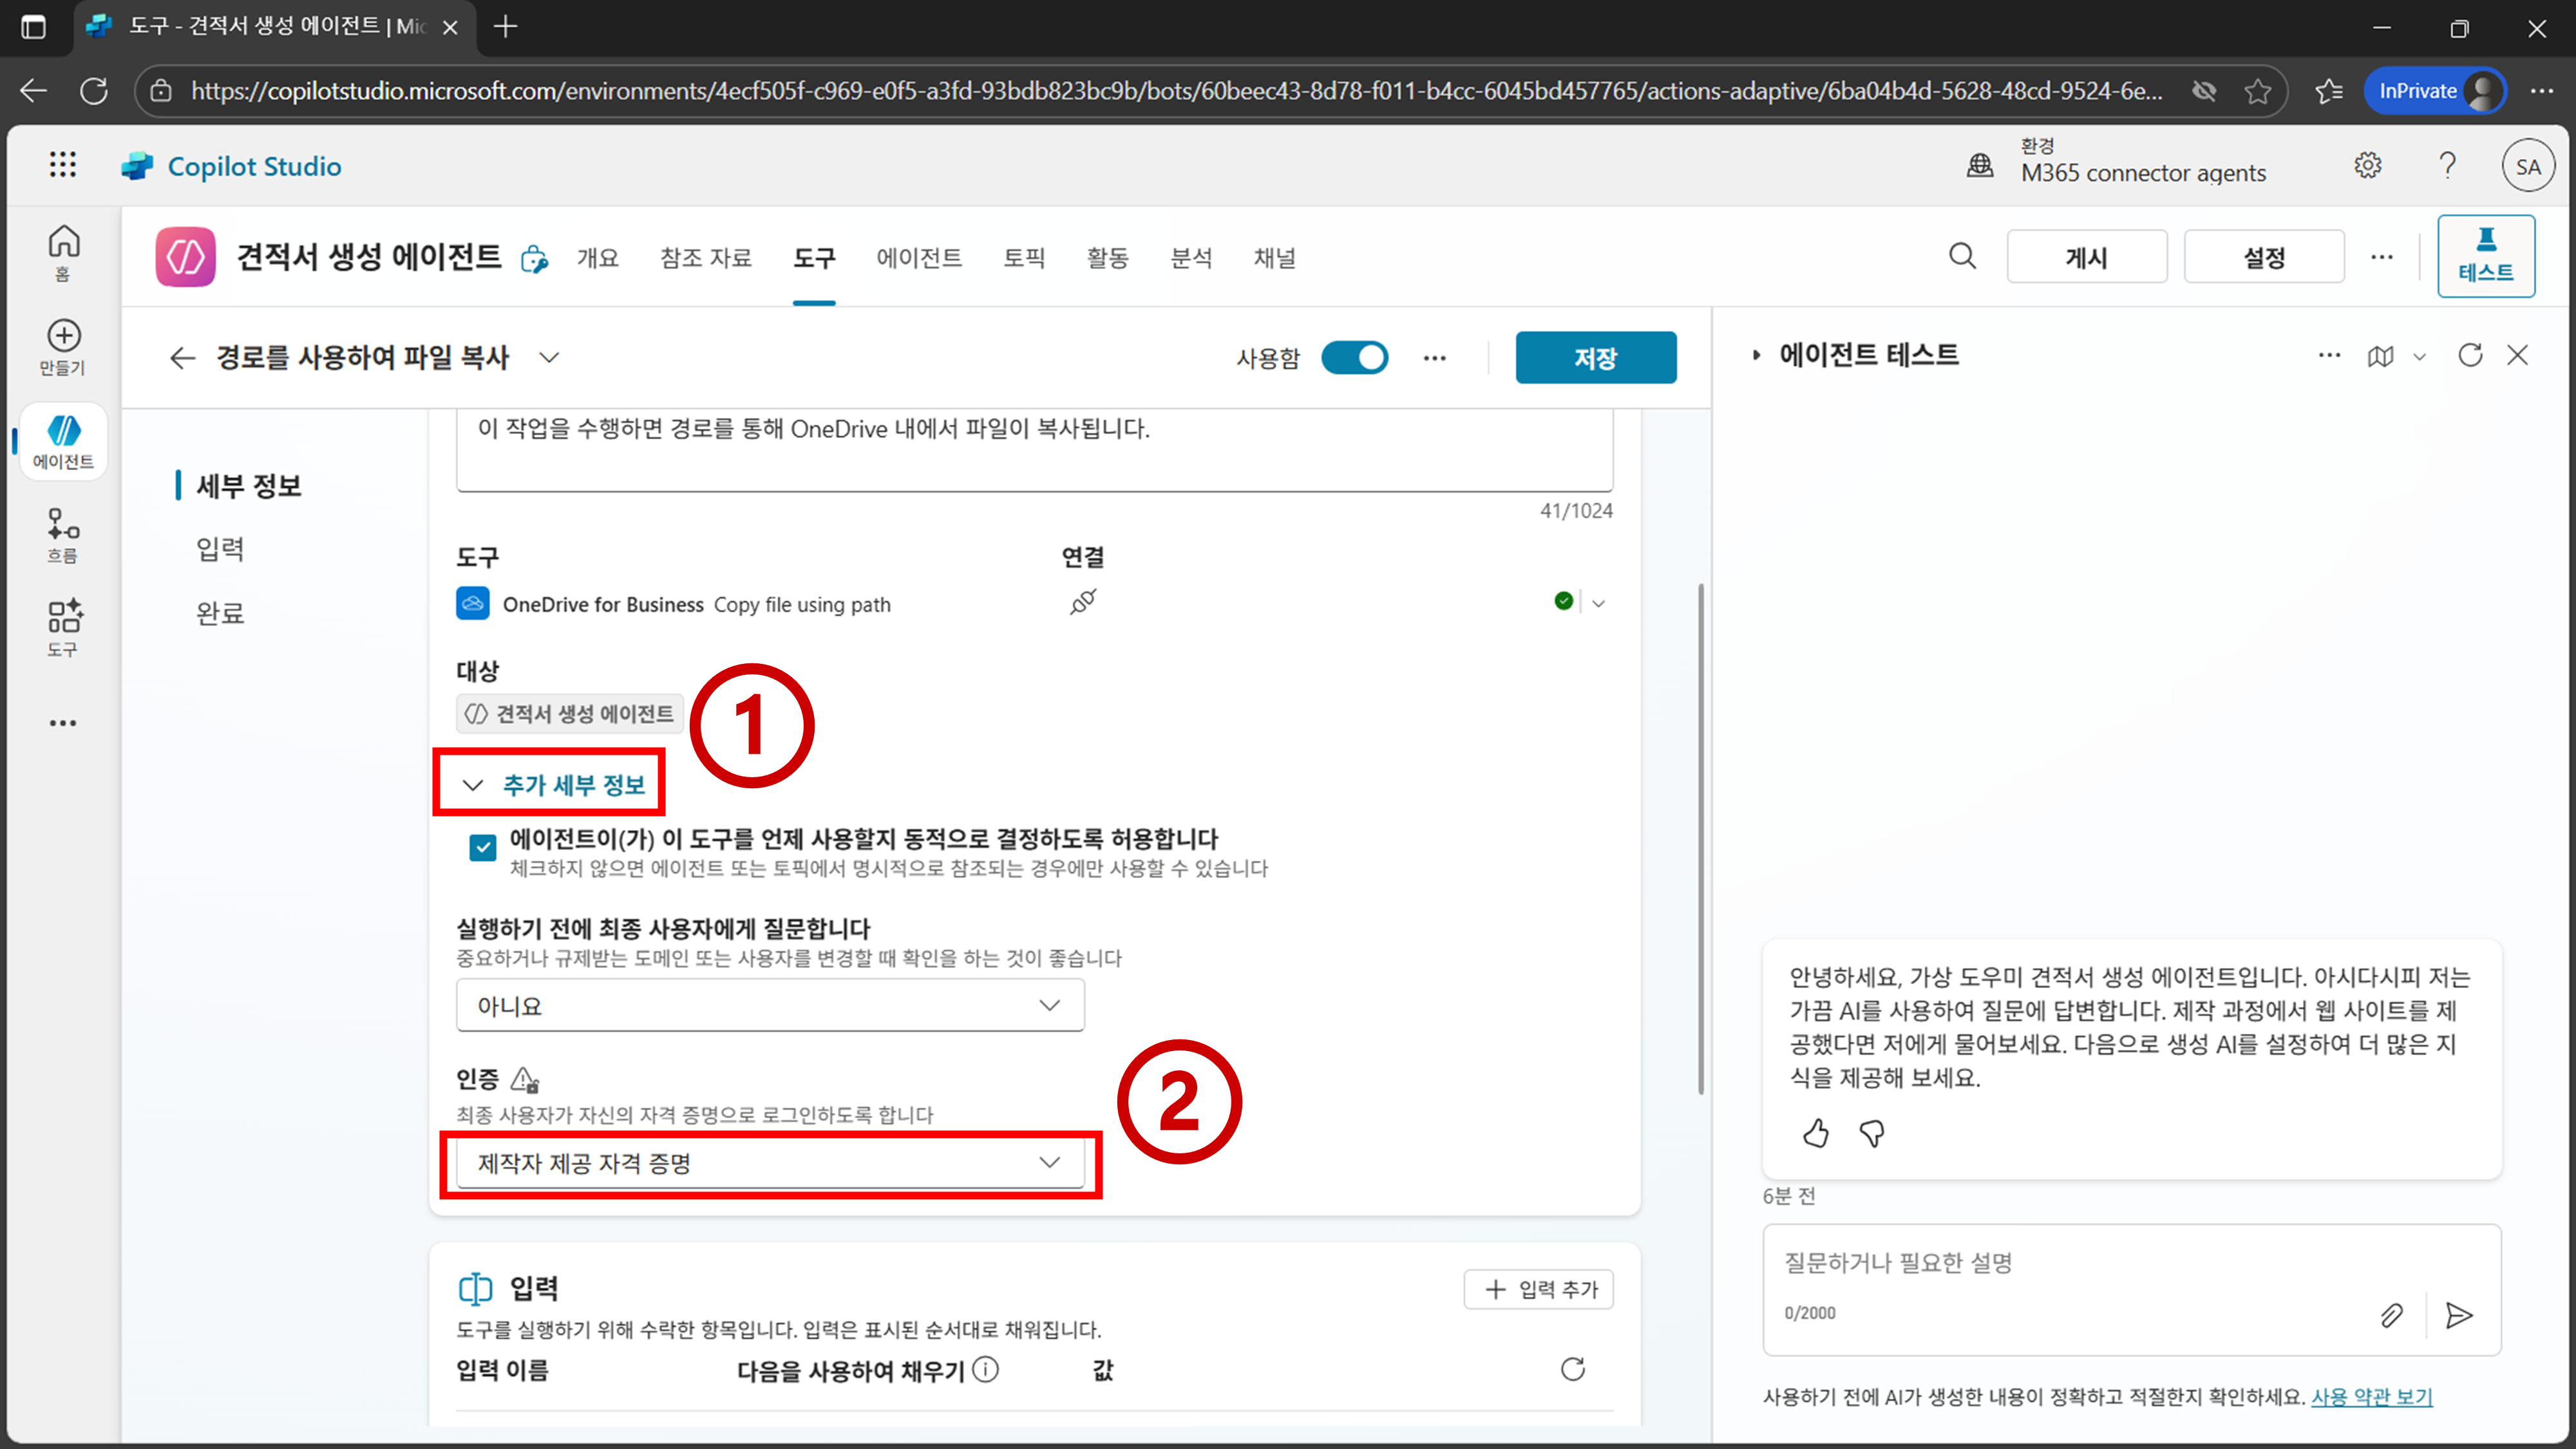 도구 - 견적서 생성 에이전트 | Mic
https://copilotstudio.microsoft.com/environments/4ecf505f-c969-e0f5-a3fd-93bdb823bc9b/bots/60beec43-8d78-f011-b4cc-6045bd457765/actions-adaptive/6ba04b4d-5628-48cd-9524-6e...
InPrivate
Copilot Studio
환경
M365 connector agents
SA
홈
만들기
에이전트
흐름
도구
견적서 생성 에이전트
개요
참조 자료
도구
에이전트
토픽
활동
분석
채널
게시
설정
테스트
경로를 사용하여 파일 복사
사용함
저장
세부 정보
입력
완료
이 작업을 수행하면 경로를 통해 OneDrive 내에서 파일이 복사됩니다.
41/1024
도구
연결
OneDrive for Business Copy file using path
대상
견적서 생성 에이전트
1
추가 세부 정보
에이전트이(가) 이 도구를 언제 사용할지 동적으로 결정하도록 허용합니다
체크하지 않으면 에이전트 또는 토픽에서 명시적으로 참조되는 경우에만 사용할 수 있습니다
실행하기 전에 최종 사용자에게 질문합니다
중요하거나 규제받는 도메인 또는 사용자를 변경할 때 확인을 하는 것이 좋습니다
아니요
인증
최종 사용자가 자신의 자격 증명으로 로그인하도록 합니다
2
제작자 제공 자격 증명
입력
입력 추가
도구를 실행하기 위해 수락한 항목입니다. 입력은 표시된 순서대로 채워집니다.
입력 이름
다음을 사용하여 채우기
값
에이전트 테스트
안녕하세요, 가상 도우미 견적서 생성 에이전트입니다. 아시다시피 저는
가끔 AI를 사용하여 질문에 답변합니다. 제작 과정에서 웹 사이트를 제
공했다면 저에게 물어보세요. 다음으로 생성 AI를 설정하여 더 많은 지
식을 제공해 보세요.
6분 전
질문하거나 필요한 설명
0/2000
사용하기 전에 AI가 생성한 내용이 정확하고 적절한지 확인하세요. 사용 약관 보기